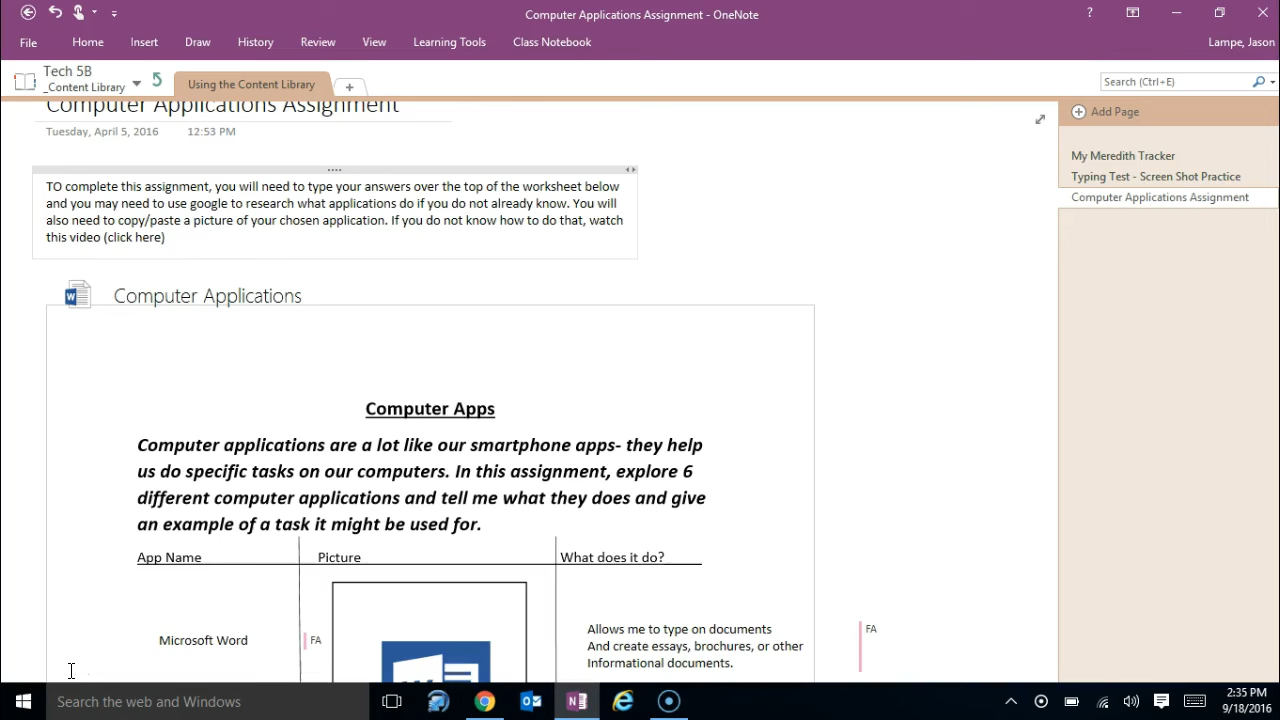 Computer Applications Assignment - OneNote
?
File Home Insert Draw History Review View Learning Tools Class Notebook Lampe, Jason
Tech 5B
_Content Library
Using the Content Library
+
Search (Ctrl+E)
Computer Applications Assignment
Tuesday, April 5, 2016 12:53 PM
TO complete this assignment, you will need to type your answers over the top of the worksheet below
and you may need to use google to research what applications do if you do not already know. You will
also need to copy/paste a picture of your chosen application. If you do not know how to do that, watch
this video (click here)
Computer Applications
Computer Apps
Computer applications are a lot like our smartphone apps- they help
us do specific tasks on our computers. In this assignment, explore 6
different computer applications and tell me what they does and give
an example of a task it might be used for.
App Name Picture What does it do?
Microsoft Word FA
Allows me to type on documents FA
And create essays, brochures, or other
Informational documents.
Add Page
My Meredith Tracker
Typing Test - Screen Shot Practice
Computer Applications Assignment
Search the web and Windows
2:35 PM
9/18/2016